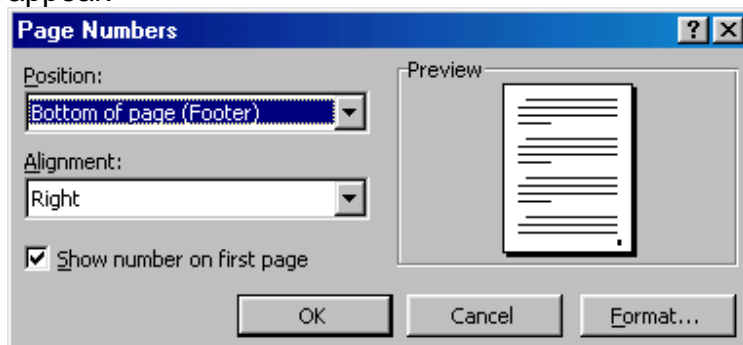 Page Numbers
Position:
Preview
Bottom of page (Footer)
Alignment:
Right
Show number on first page
OK
Cancel
Format...